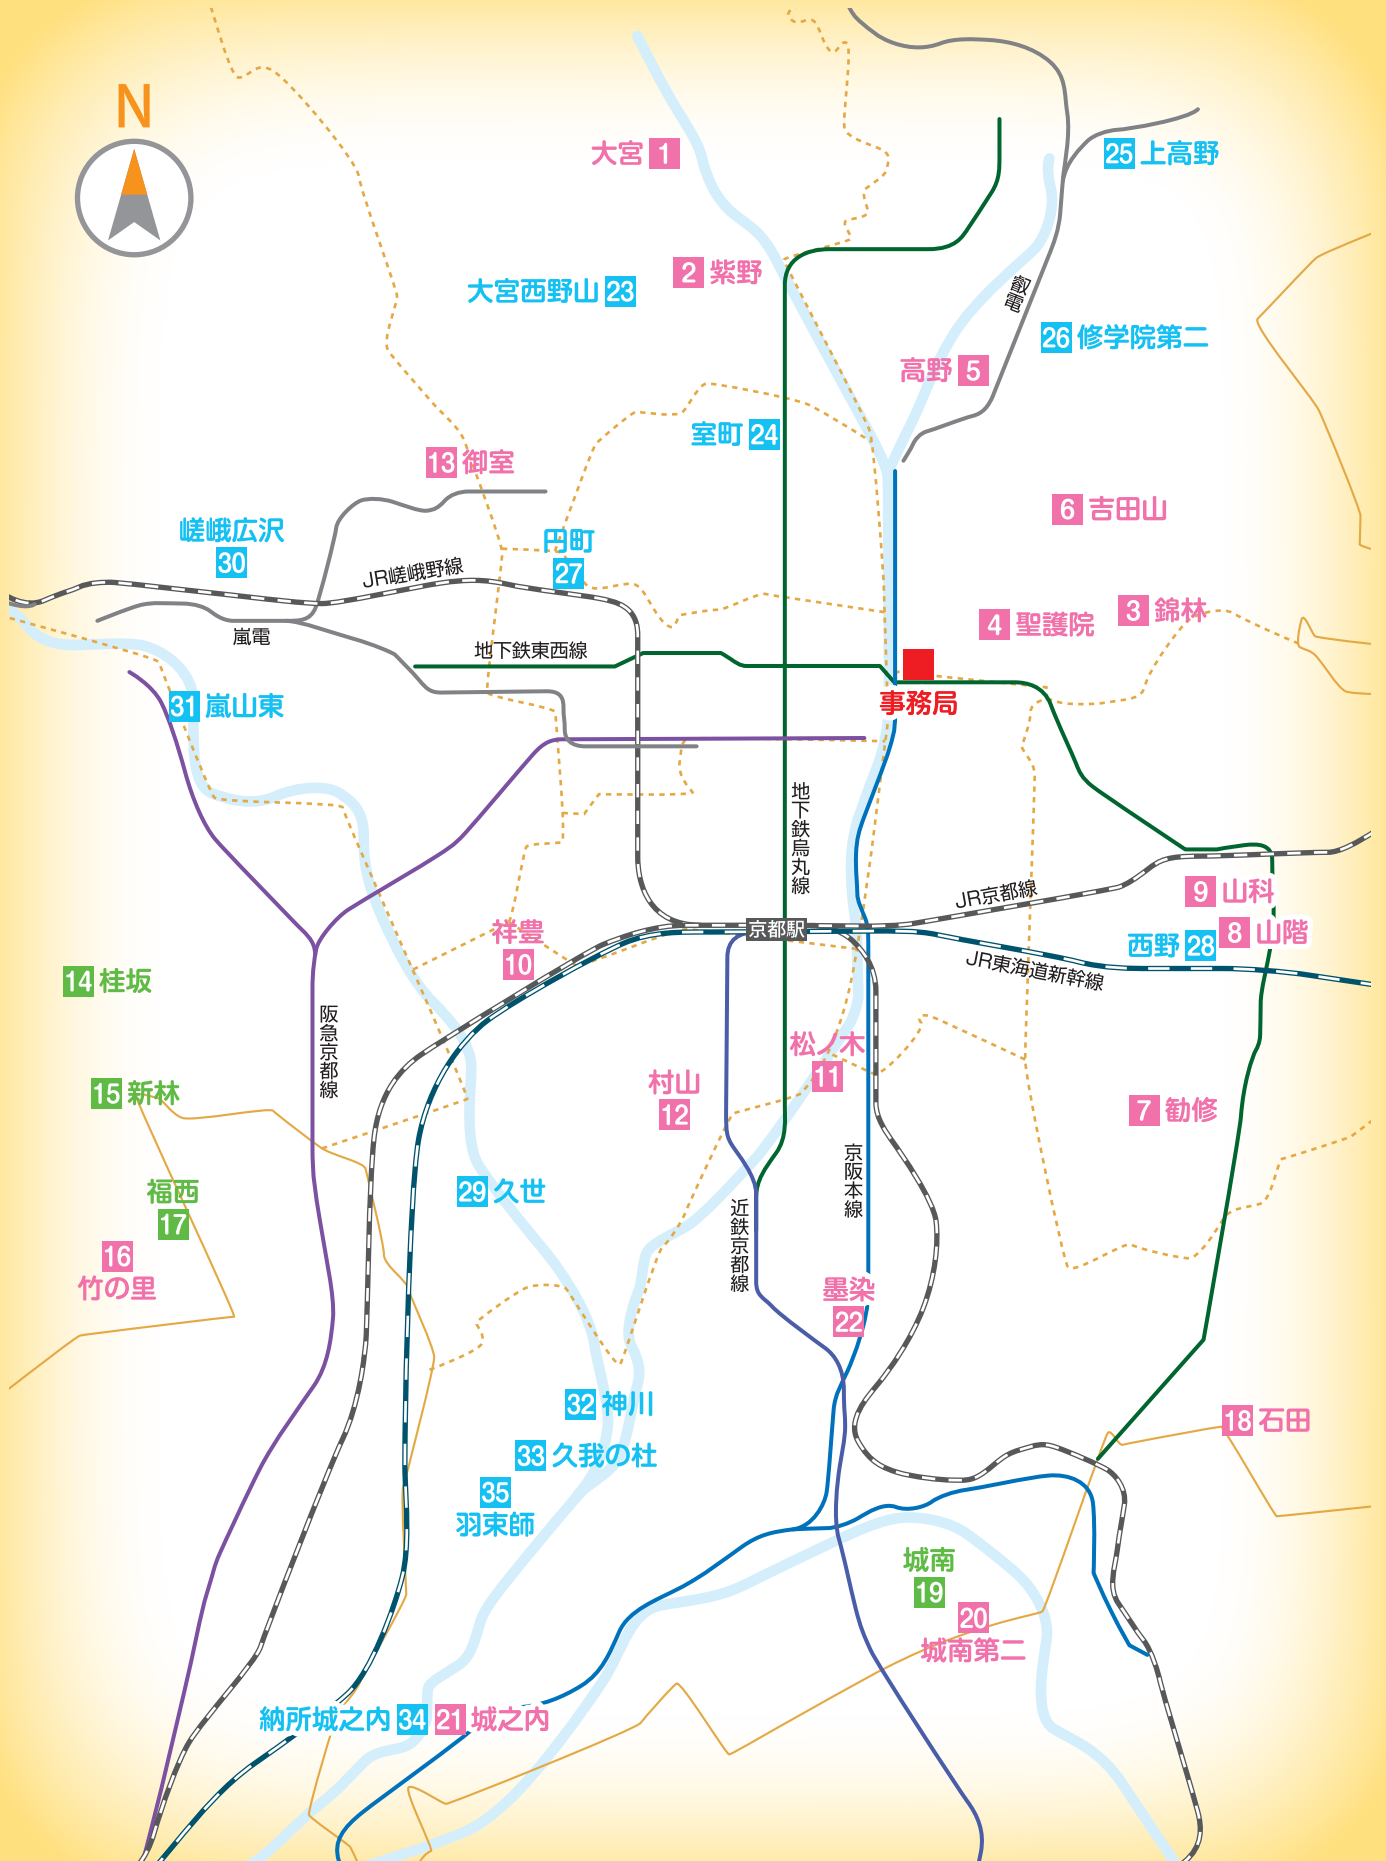 N
大宮 1
25 上高野
2 紫野
大宮西野山 23
叡電
26 修学院第二
高野 5
室町 24
13 御室
6 吉田山
嵯峨広沢
30
円町
27
JR嵯峨野線
3 錦林
4 聖護院
嵐電
地下鉄東西線
事務局
31 嵐山東
地下鉄烏丸線
JR京都線
9 山科
8 山階
西野 28
京都駅
祥豊
10
JR東海道新幹線
14 桂坂
阪急京都線
松ノ木
11
村山
12
15 新林
7 勧修
京阪本線
29 久世
福西
17
近鉄京都線
16
竹の里
墨染
22
32 神川
18 石田
33 久我の杜
35
羽束師
城南
19
20
城南第二
納所城之内 34
21 城之内